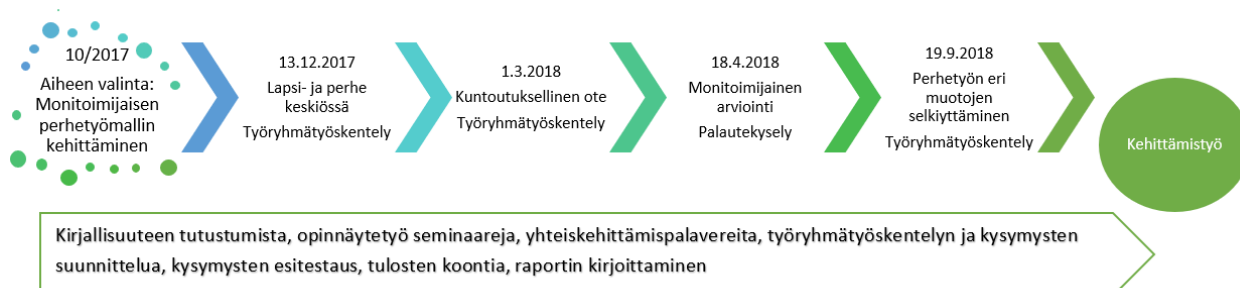 10/2017
Aiheen valinta:
Monitoimijaisen
perhetyömallin
kehittäminen
13.12.2017
Lapsi- ja perhe
keskiössä
Työryhmätyöskentely
1.3.2018
Kuntoutuksellinen ote
Työryhmätyöskentely
18.4.2018
Monitoimijainen
arviointi
Palautekysely
19.9.2018
Perhetyön eri
muotojen
selkiyttäminen
Työryhmätyöskentely
Kehittämistyö
Kirjallisuuteen tutustumista, opinnäytetyö seminaareja, yhteiskehittämispalavereita, työryhmätyöskentelyn ja kysymysten
suunnittelua, kysymysten esitestaus, tulosten koontia, raportin kirjoittaminen